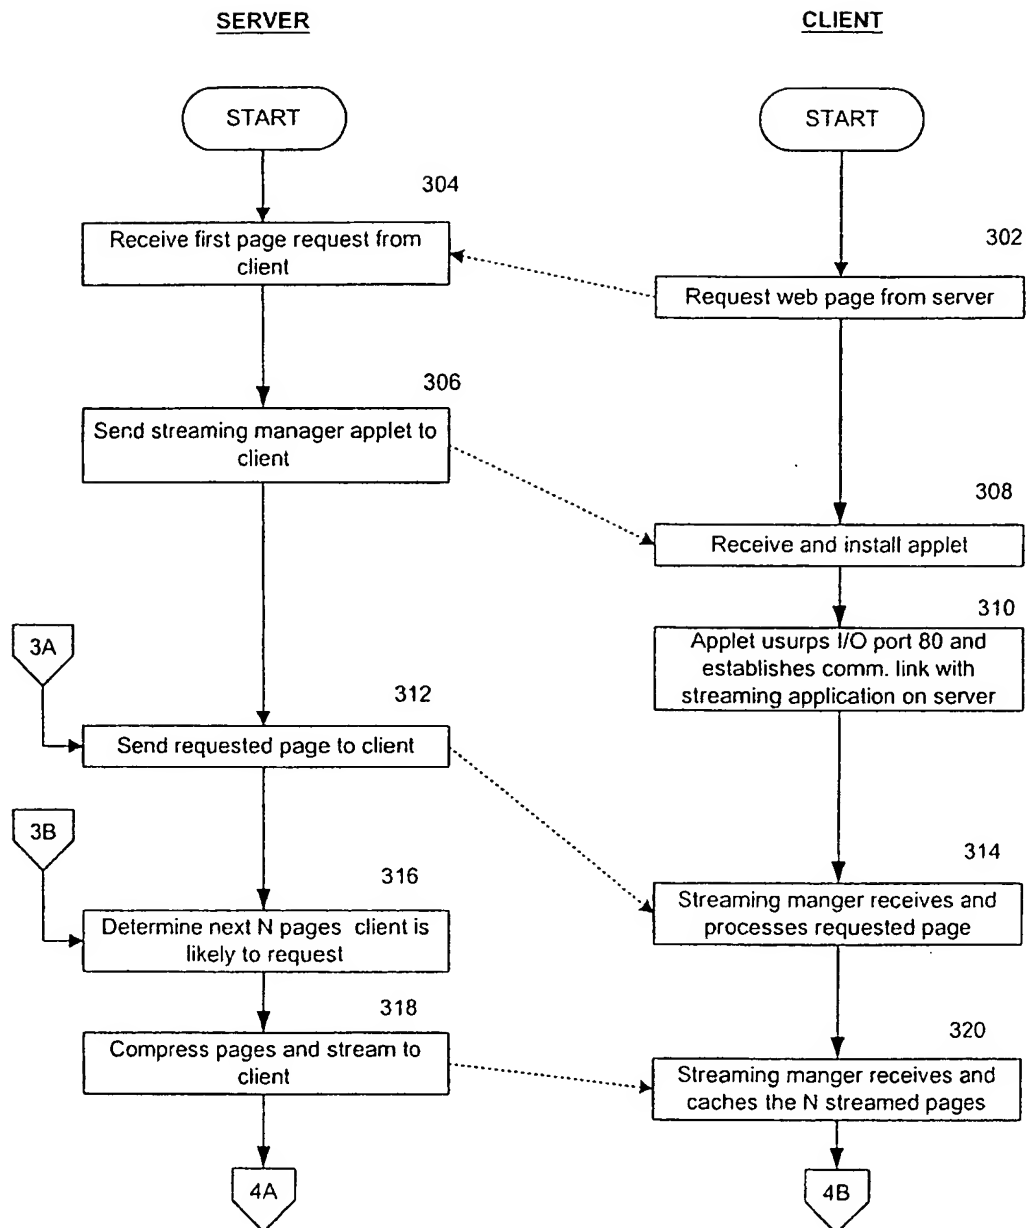 SERVER
CLIENT
START
START
304
Receive first page request from
client
302
Request web page from server
306
Send streaming manager applet to
client
308
Receive and install applet
310
Applet usurps I/O port 80 and
establishes comm. link with
streaming application on server
3A
312
Send requested page to client
3B
314
Streaming manger receives and
processes requested page
316
Determine next N pages client is
likely to request
318
Compress pages and stream to
client
320
Streaming manger receives and
caches the N streamed pages
4A
4B